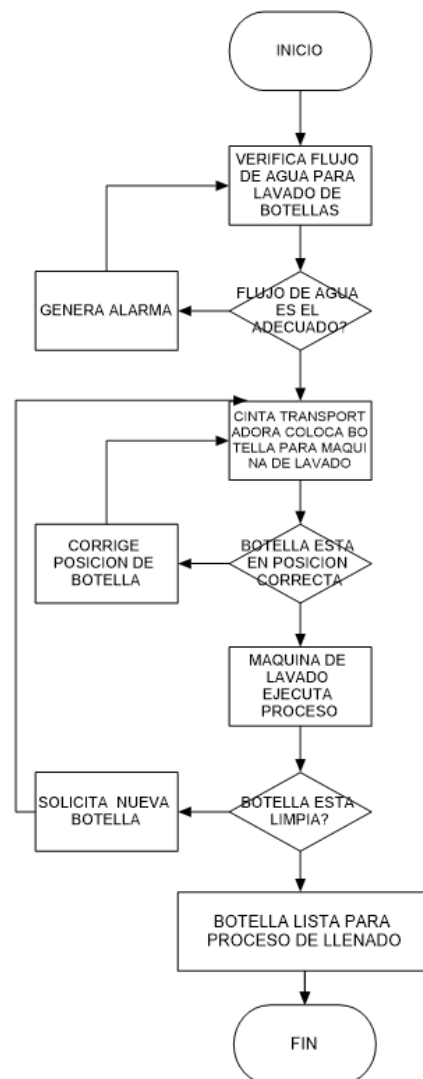 INICIO
VERIFICA FLUJO
DE AGUA PARA
LAVADO DE
BOTELLAS
GENERA ALARMA
FLUJO DE AGUA
ES EL
ADECUADO?
CINTA TRANSPORT
ADORA COLOCA BO
TELLA PARA MAQUI
NA DE LAVADO
CORRIGE
POSICION DE
BOTELLA
BOTELLA ESTA
EN POSICION
CORRECTA
MAQUINA DE
LAVADO
EJECUTA
PROCESO
SOLICITA NUEVA
BOTELLA
BOTELLA ESTA
LIMPIA?
BOTELLA LISTA PARA
PROCESO DE LLENADO
FIN